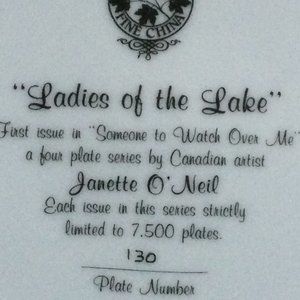 FINE CHINA
"Ladies of the Lake"
First issue in "Someone to Watch Over Me"
a four plate series by Canadian artist
Janette O'Neil
Each issue in this series strictly
limited to 7.500 plates.
130
Plate Number